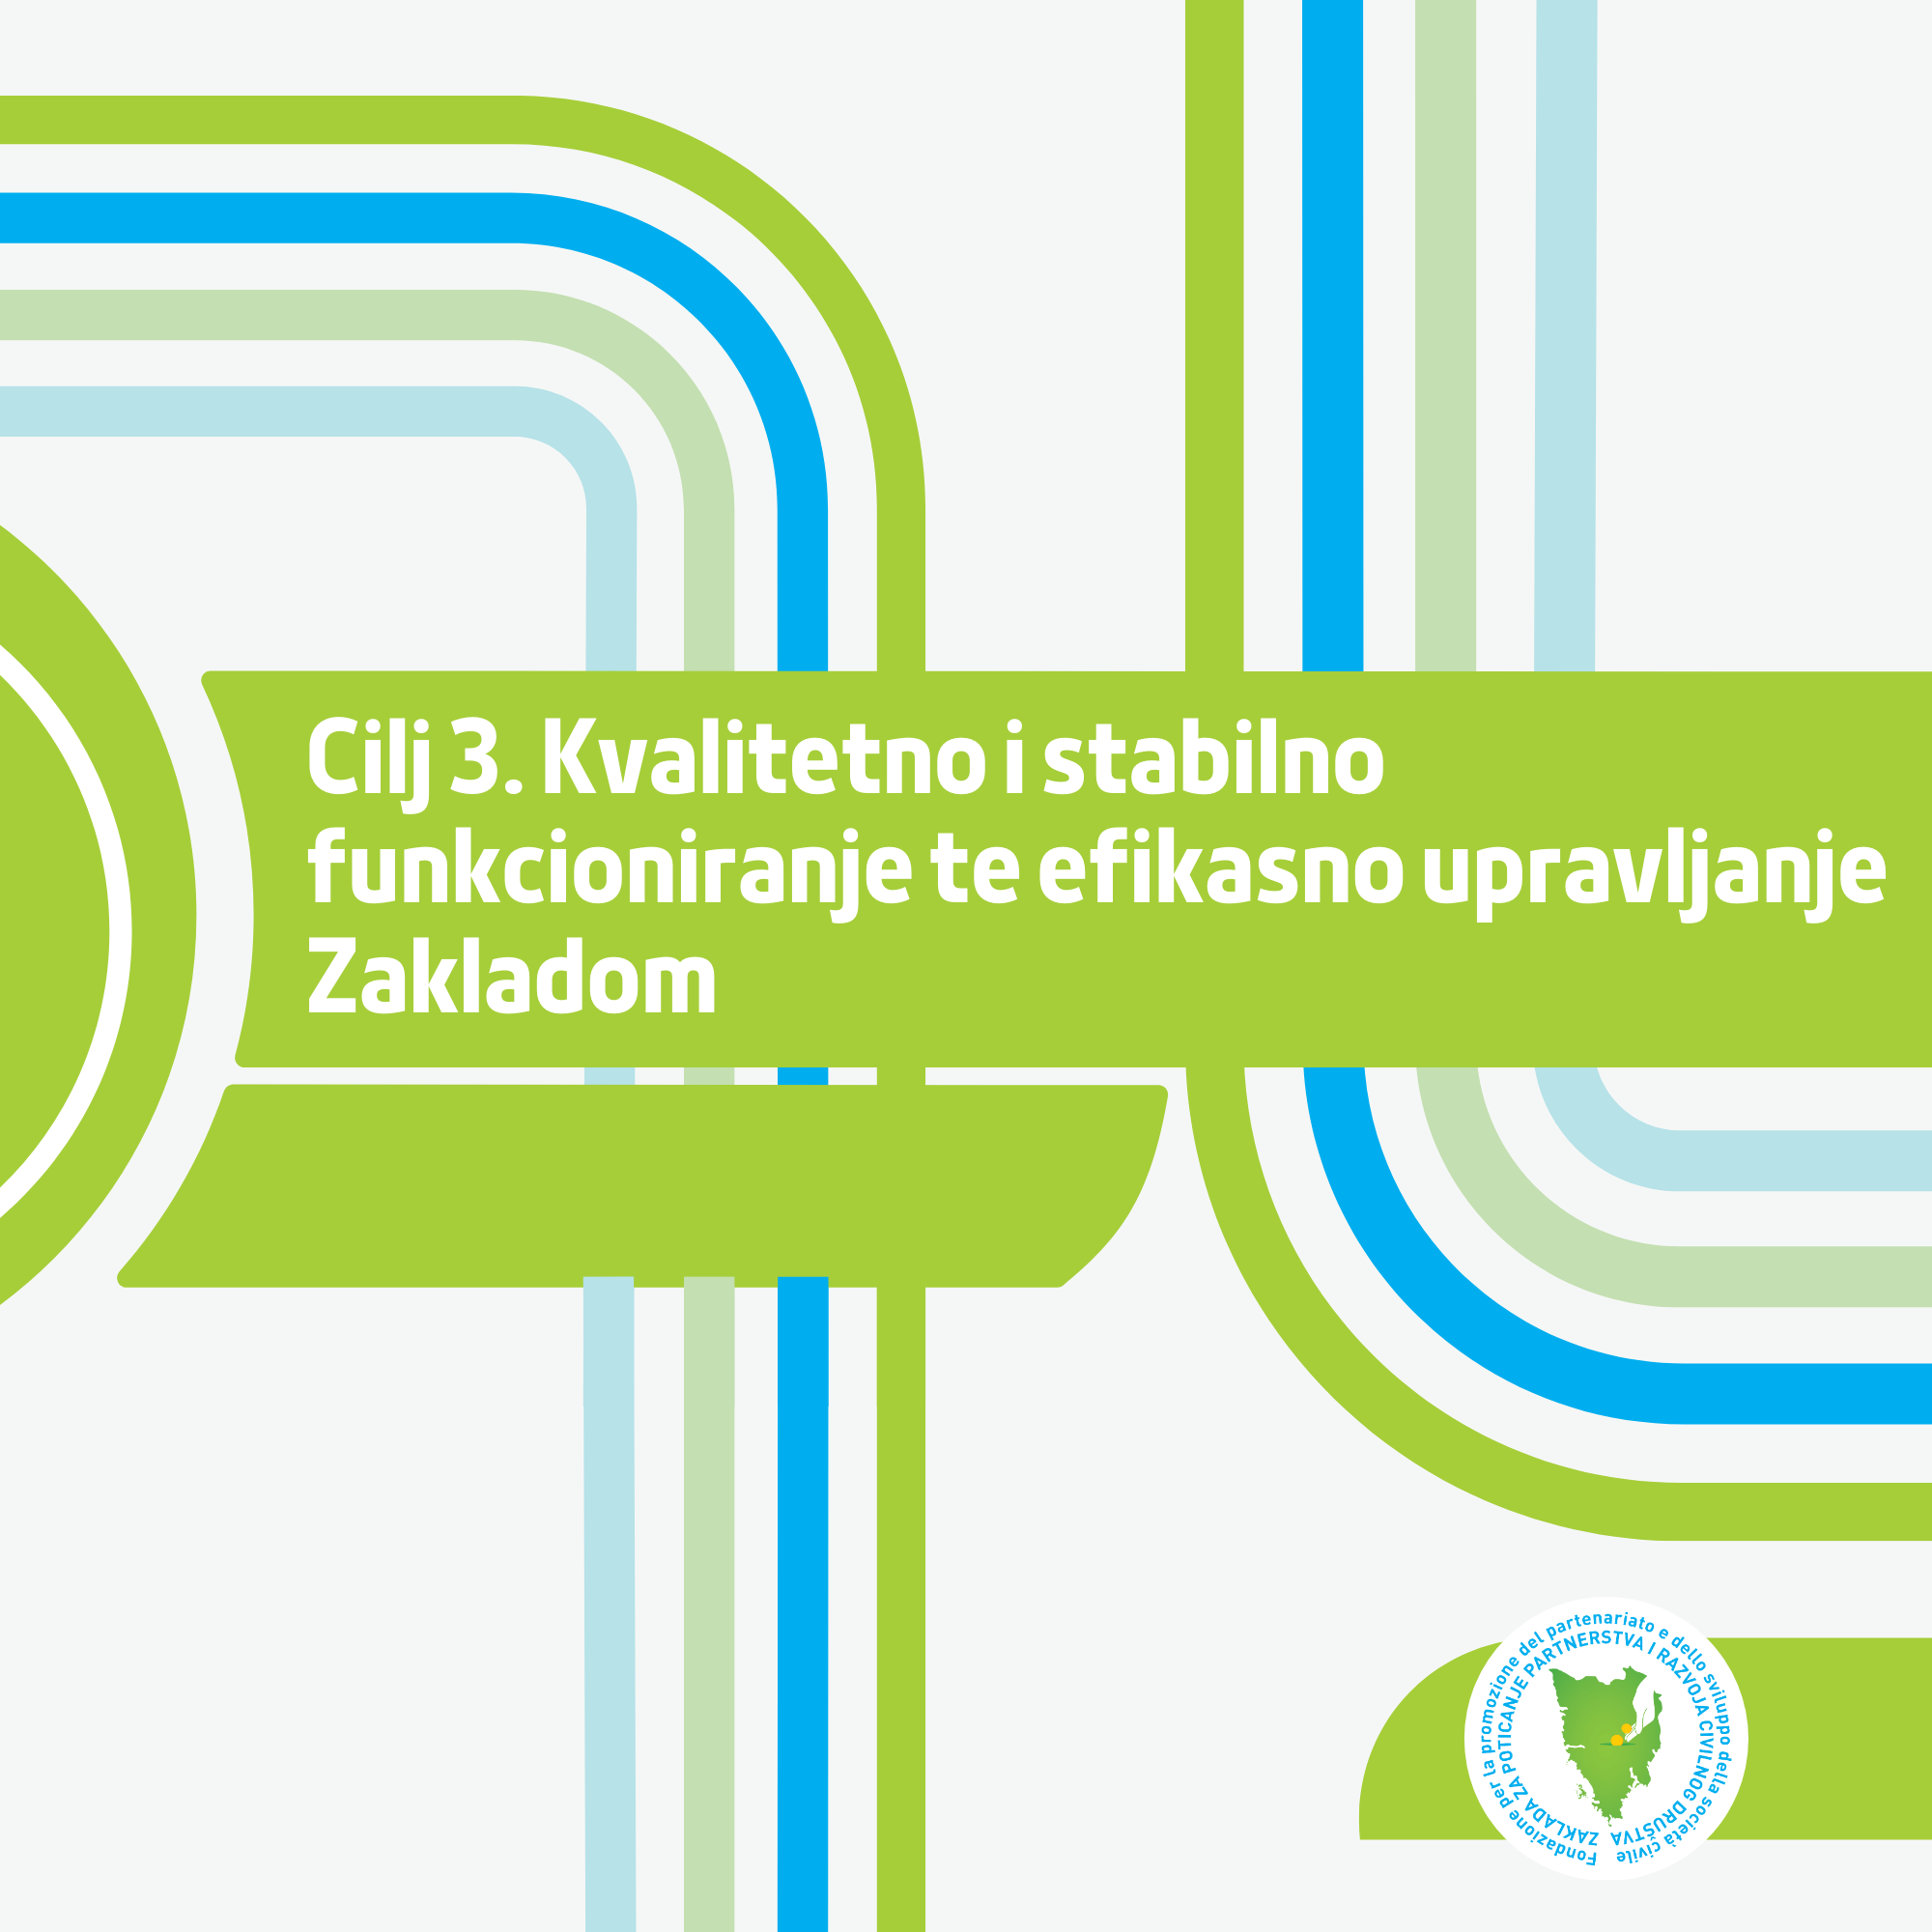 Cilj 3. Kvalitetno i stabilno
funkcioniranje te efikasno upravljanje
Zakladom
Fondazione per la promozione del partenariato e dello sviluppo della società civile
ZAKLADA ZA POTICANJE PARTNERSTVA I RAZVOJA CIVILNOG DRUŠTVA